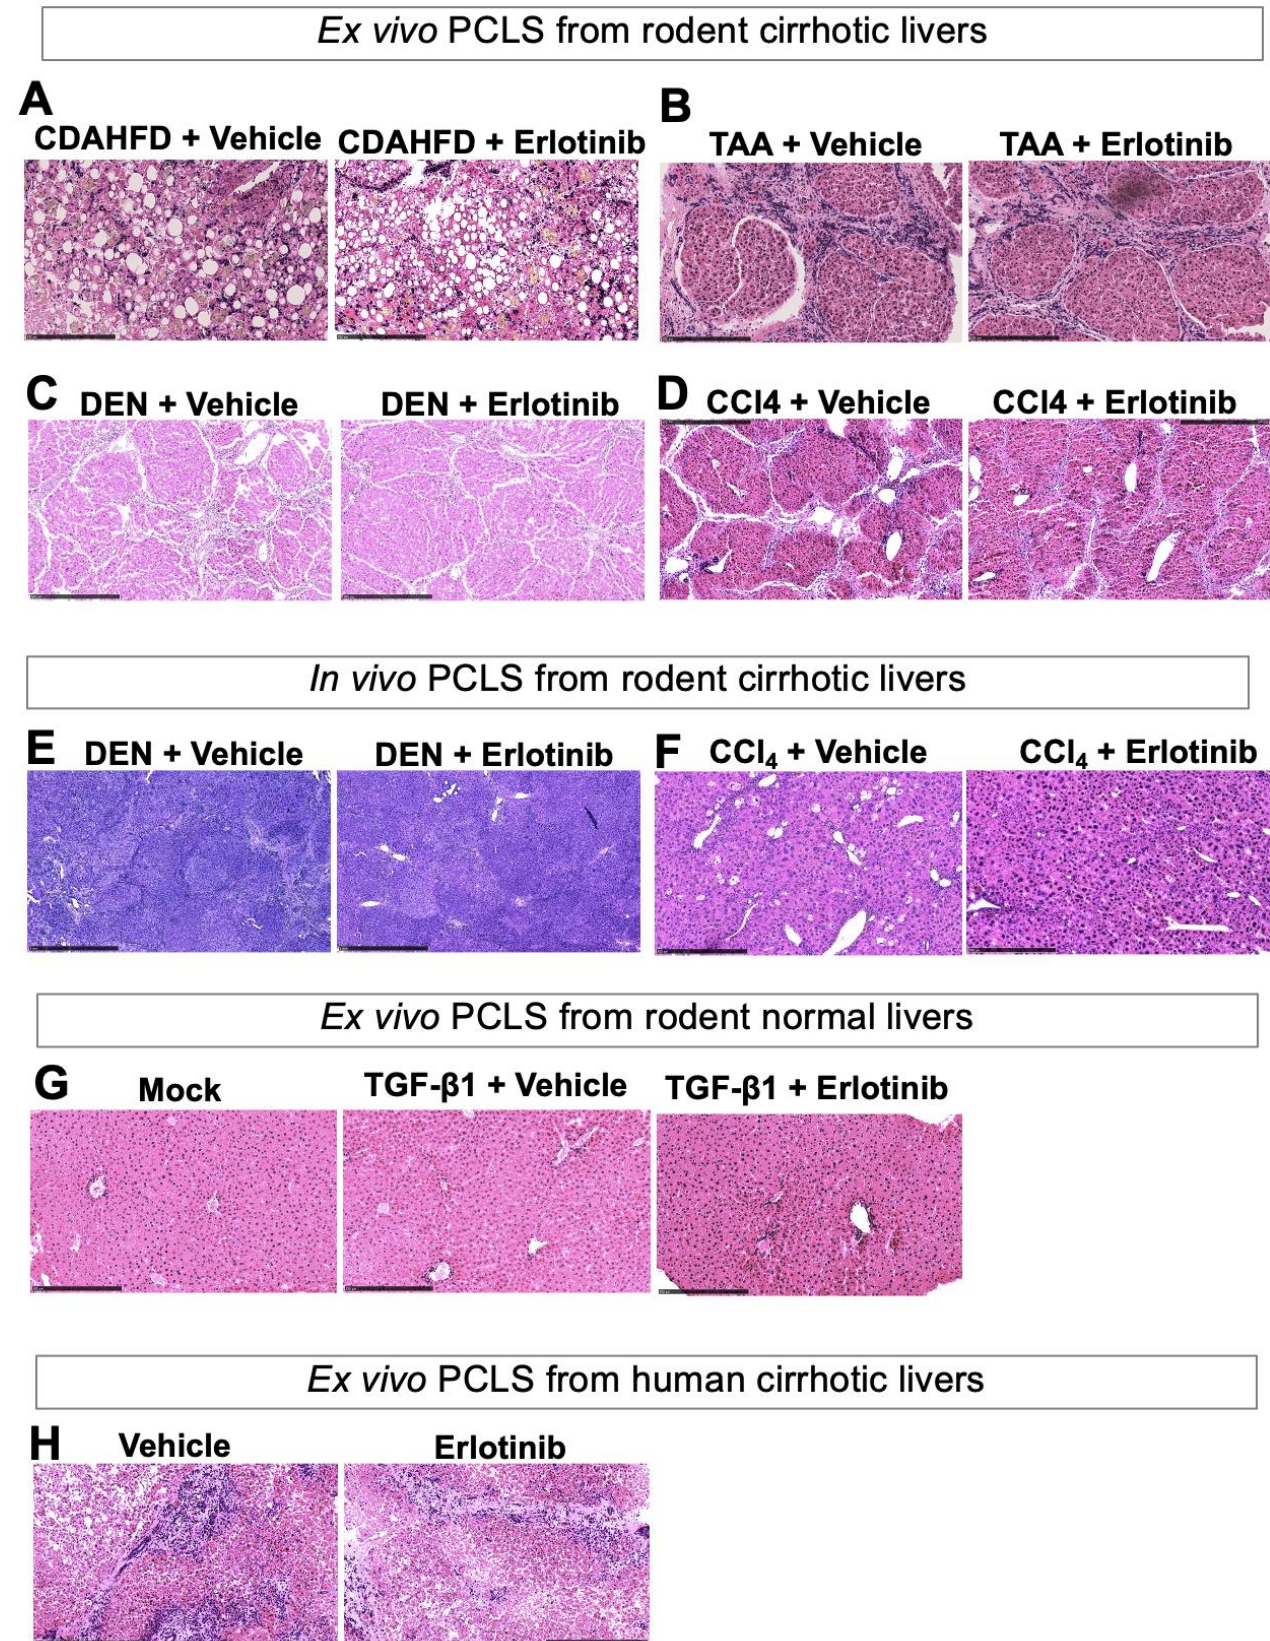 Ex vivo PCLS from rodent cirrhotic livers
A
CDAHFD + Vehicle
CDAHFD + Erlotinib
B
TAA + Vehicle
TAA + Erlotinib
C
DEN + Vehicle
DEN + Erlotinib
D
CCl4 + Vehicle
CCl4 + Erlotinib
In vivo PCLS from rodent cirrhotic livers
E
DEN + Vehicle
DEN + Erlotinib
F
CCl₄ + Vehicle
CCl₄ + Erlotinib
Ex vivo PCLS from rodent normal livers
G
Mock
TGF-β1 + Vehicle
TGF-β1 + Erlotinib
Ex vivo PCLS from human cirrhotic livers
H
Vehicle
Erlotinib